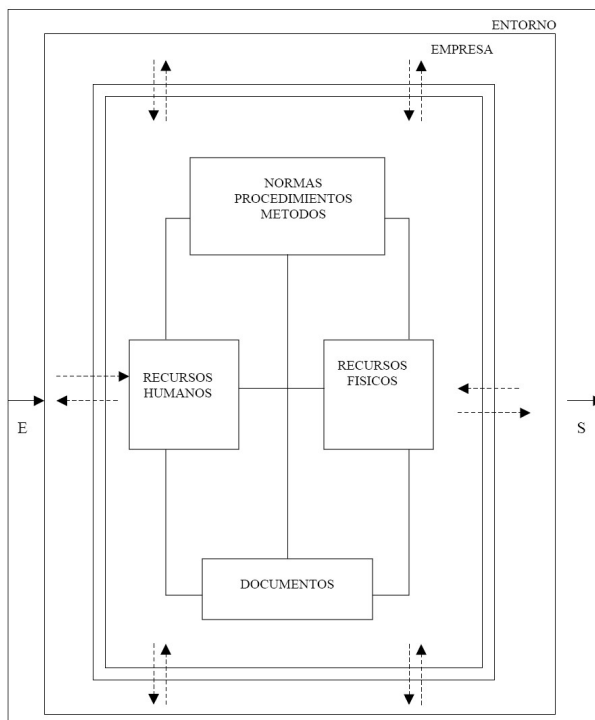 ENTORNO
EMPRESA
NORMAS
PROCEDIMIENTOS
METODOS
RECURSOS
HUMANOS
RECURSOS
FISICOS
E
S
DOCUMENTOS